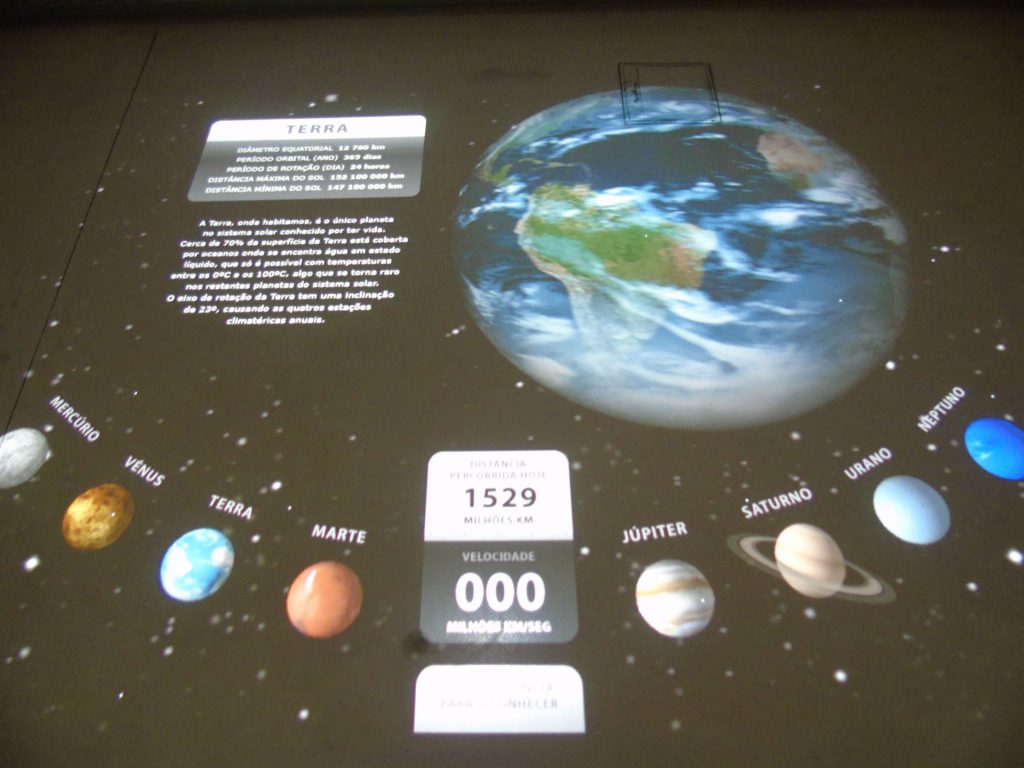 TERRA
DIÂMETRO EQUATORIAL 12 760 km
PERÍODO ORBITAL (ANO) 365 dias
PERÍODO DE ROTAÇÃO (DIA) 24 horas
DISTÂNCIA MÁXIMA DO SOL 152 100 000 km
DISTÂNCIA MÍNIMA DO SOL 147 100 000 km
A Terra, onde habitamos, é o único planeta
no sistema solar conhecido por ter vida.
Cerca de 70% da superfície da Terra está coberta
por oceanos onde se encontra água em estado
líquido, que só é possível com temperaturas
entre os 0ºC e os 100ºC, algo que se torna raro
nos restantes planetas do sistema solar.
O eixo de rotação da Terra tem uma inclinação
de 23º, causando as quatro estações
climatéricas anuais.
MERCÚRIO
VÉNUS
TERRA
MARTE
DISTÂNCIA
PERCORRIDA HOJE
1529
MILHÕES KM
VELOCIDADE
000
MILHÕES KM/SEG
JÚPITER
SATURNO
URANO
NEPTUNO
PARA O CONHECER